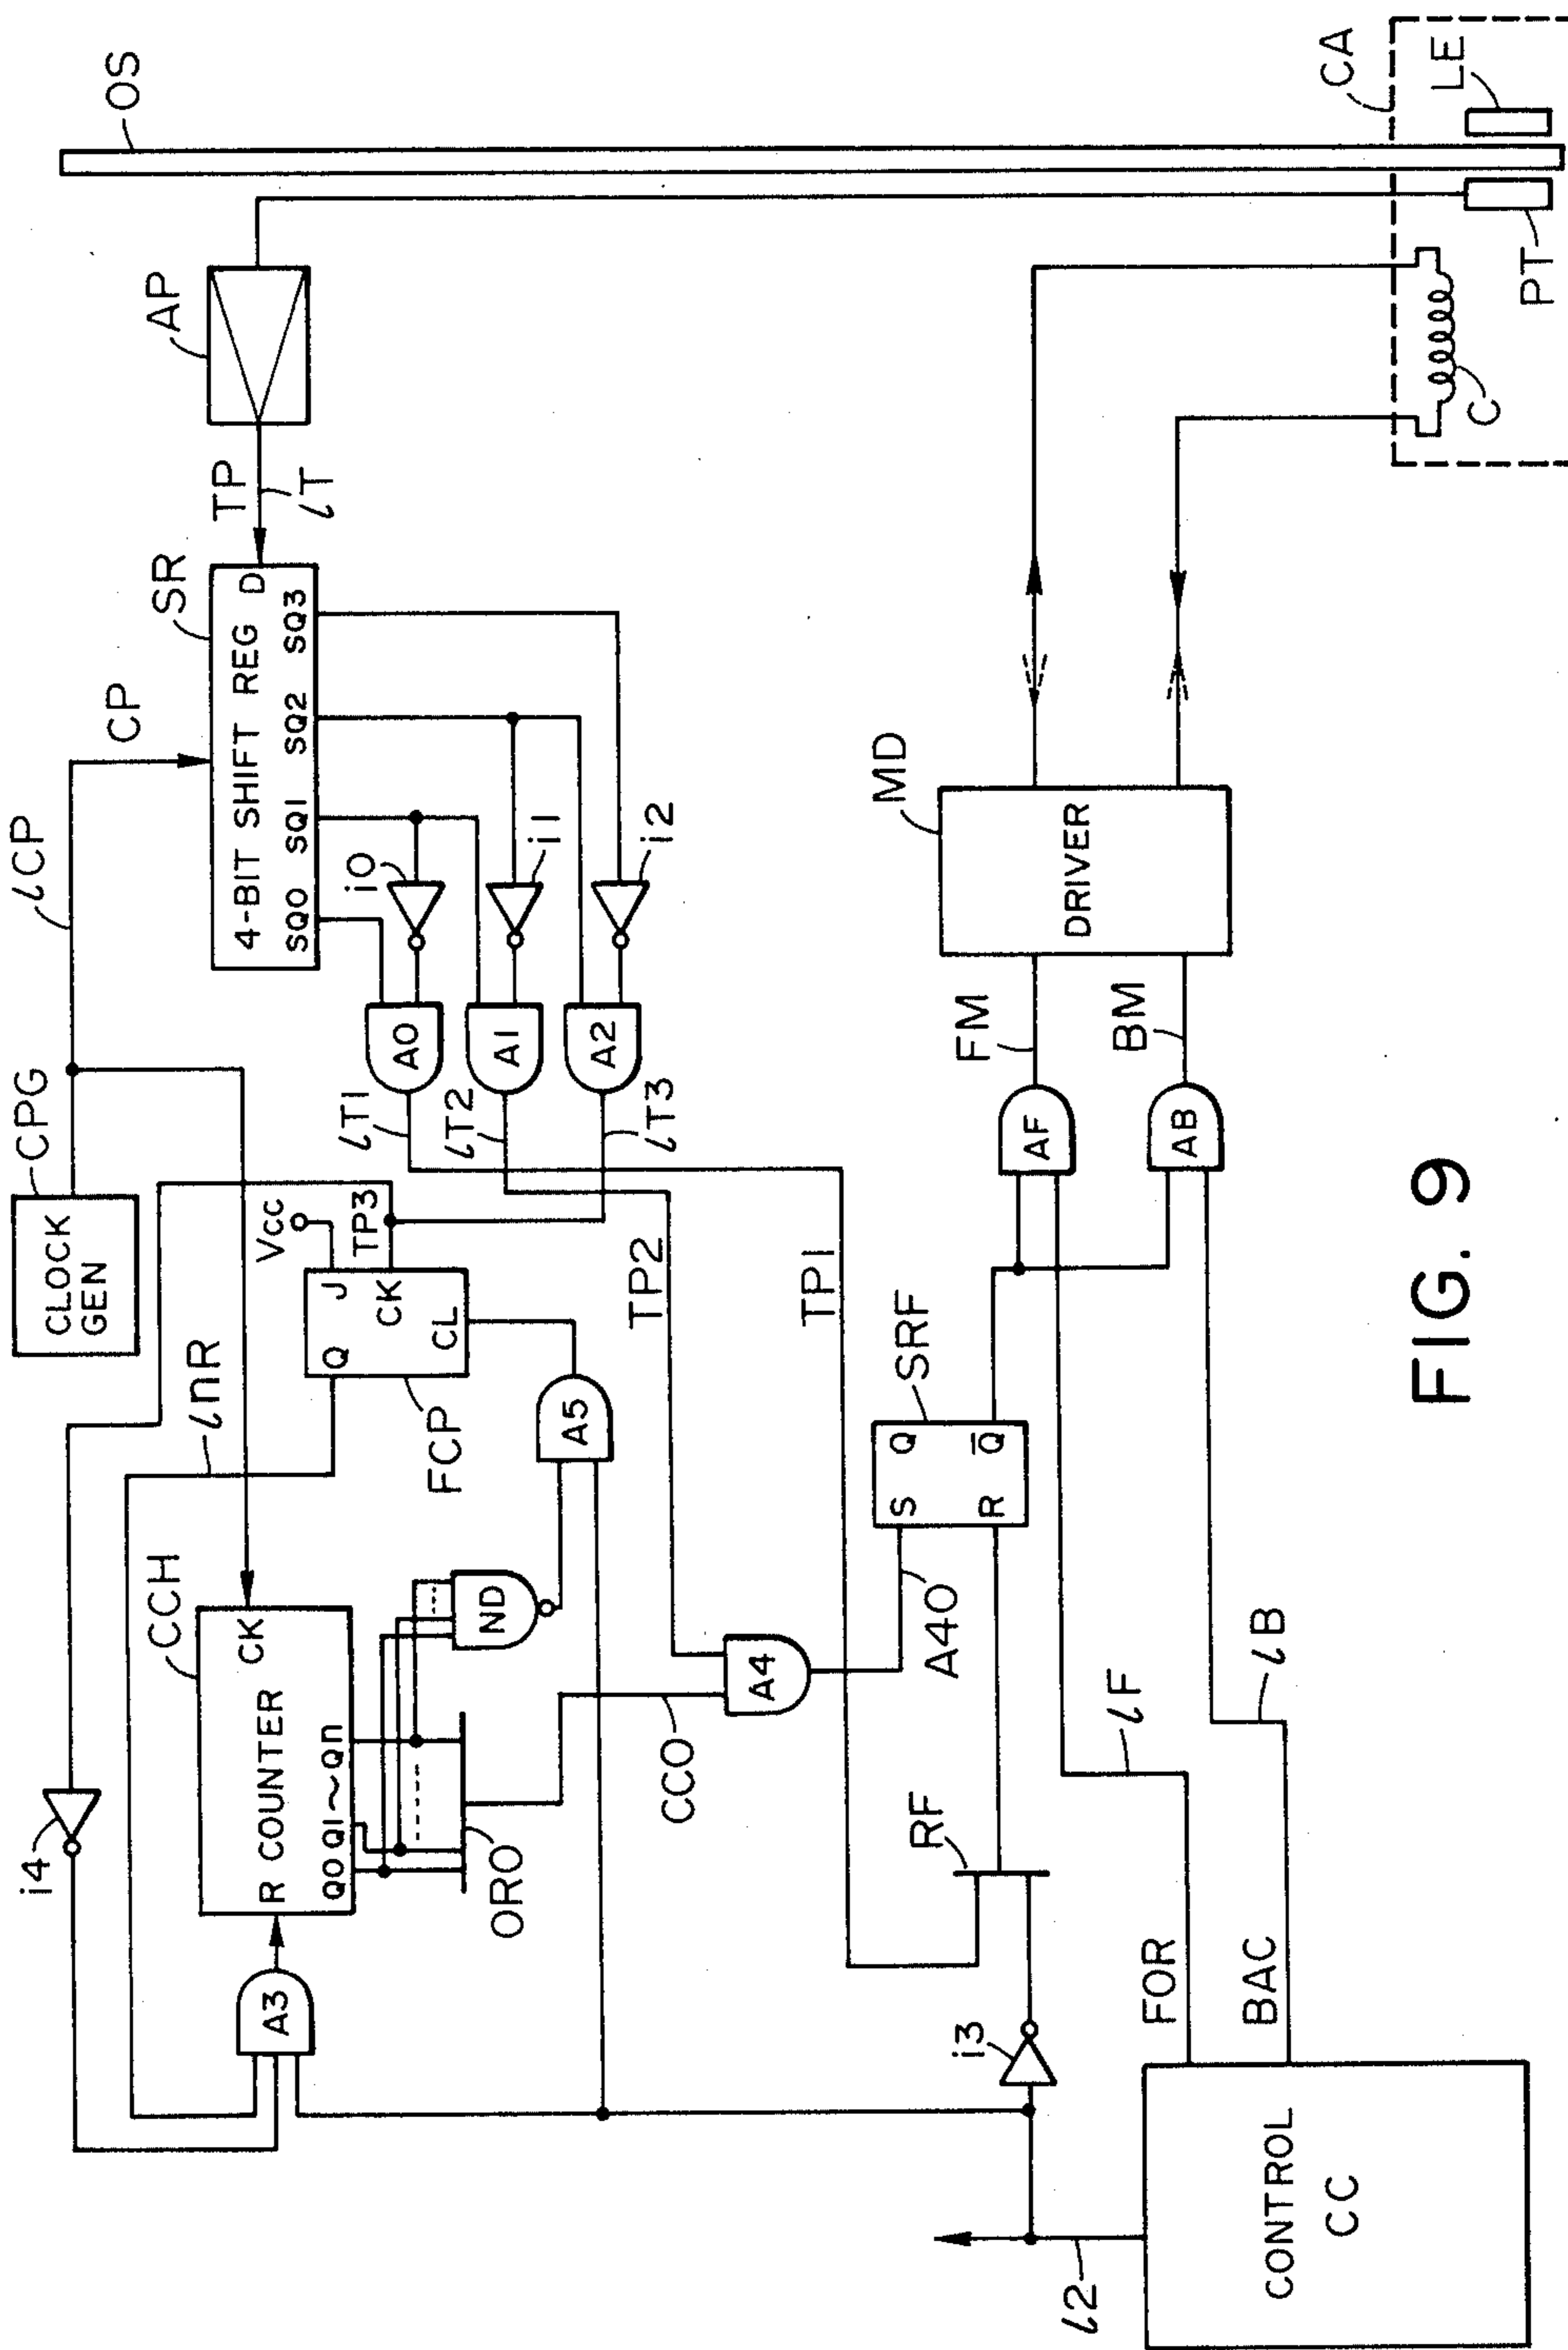 OS
CA
LE
PT
C
AP
TP
ℓT
SR
4-BIT SHIFT REG D
SQ0 SQ1 SQ2 SQ3
CP
ℓCP
CPG
CLOCK
GEN
i0
i1
i2
A0
A1
A2
ℓT1
ℓT2
ℓT3
Vcc
TP3
J
Q
CK
CL
FCP
ℓnR
A5
TP2
TP1
CCH
CK
R COUNTER
Q0 Q1~Qn
ND
i4
A3
ORO
CCO
A4
A40
SRF
S Q
R Q̅
RF
i3
MD
DRIVER
FM
BM
AF
AB
ℓF
ℓB
FOR
BAC
CONTROL
CC
ℓ2
FIG. 9